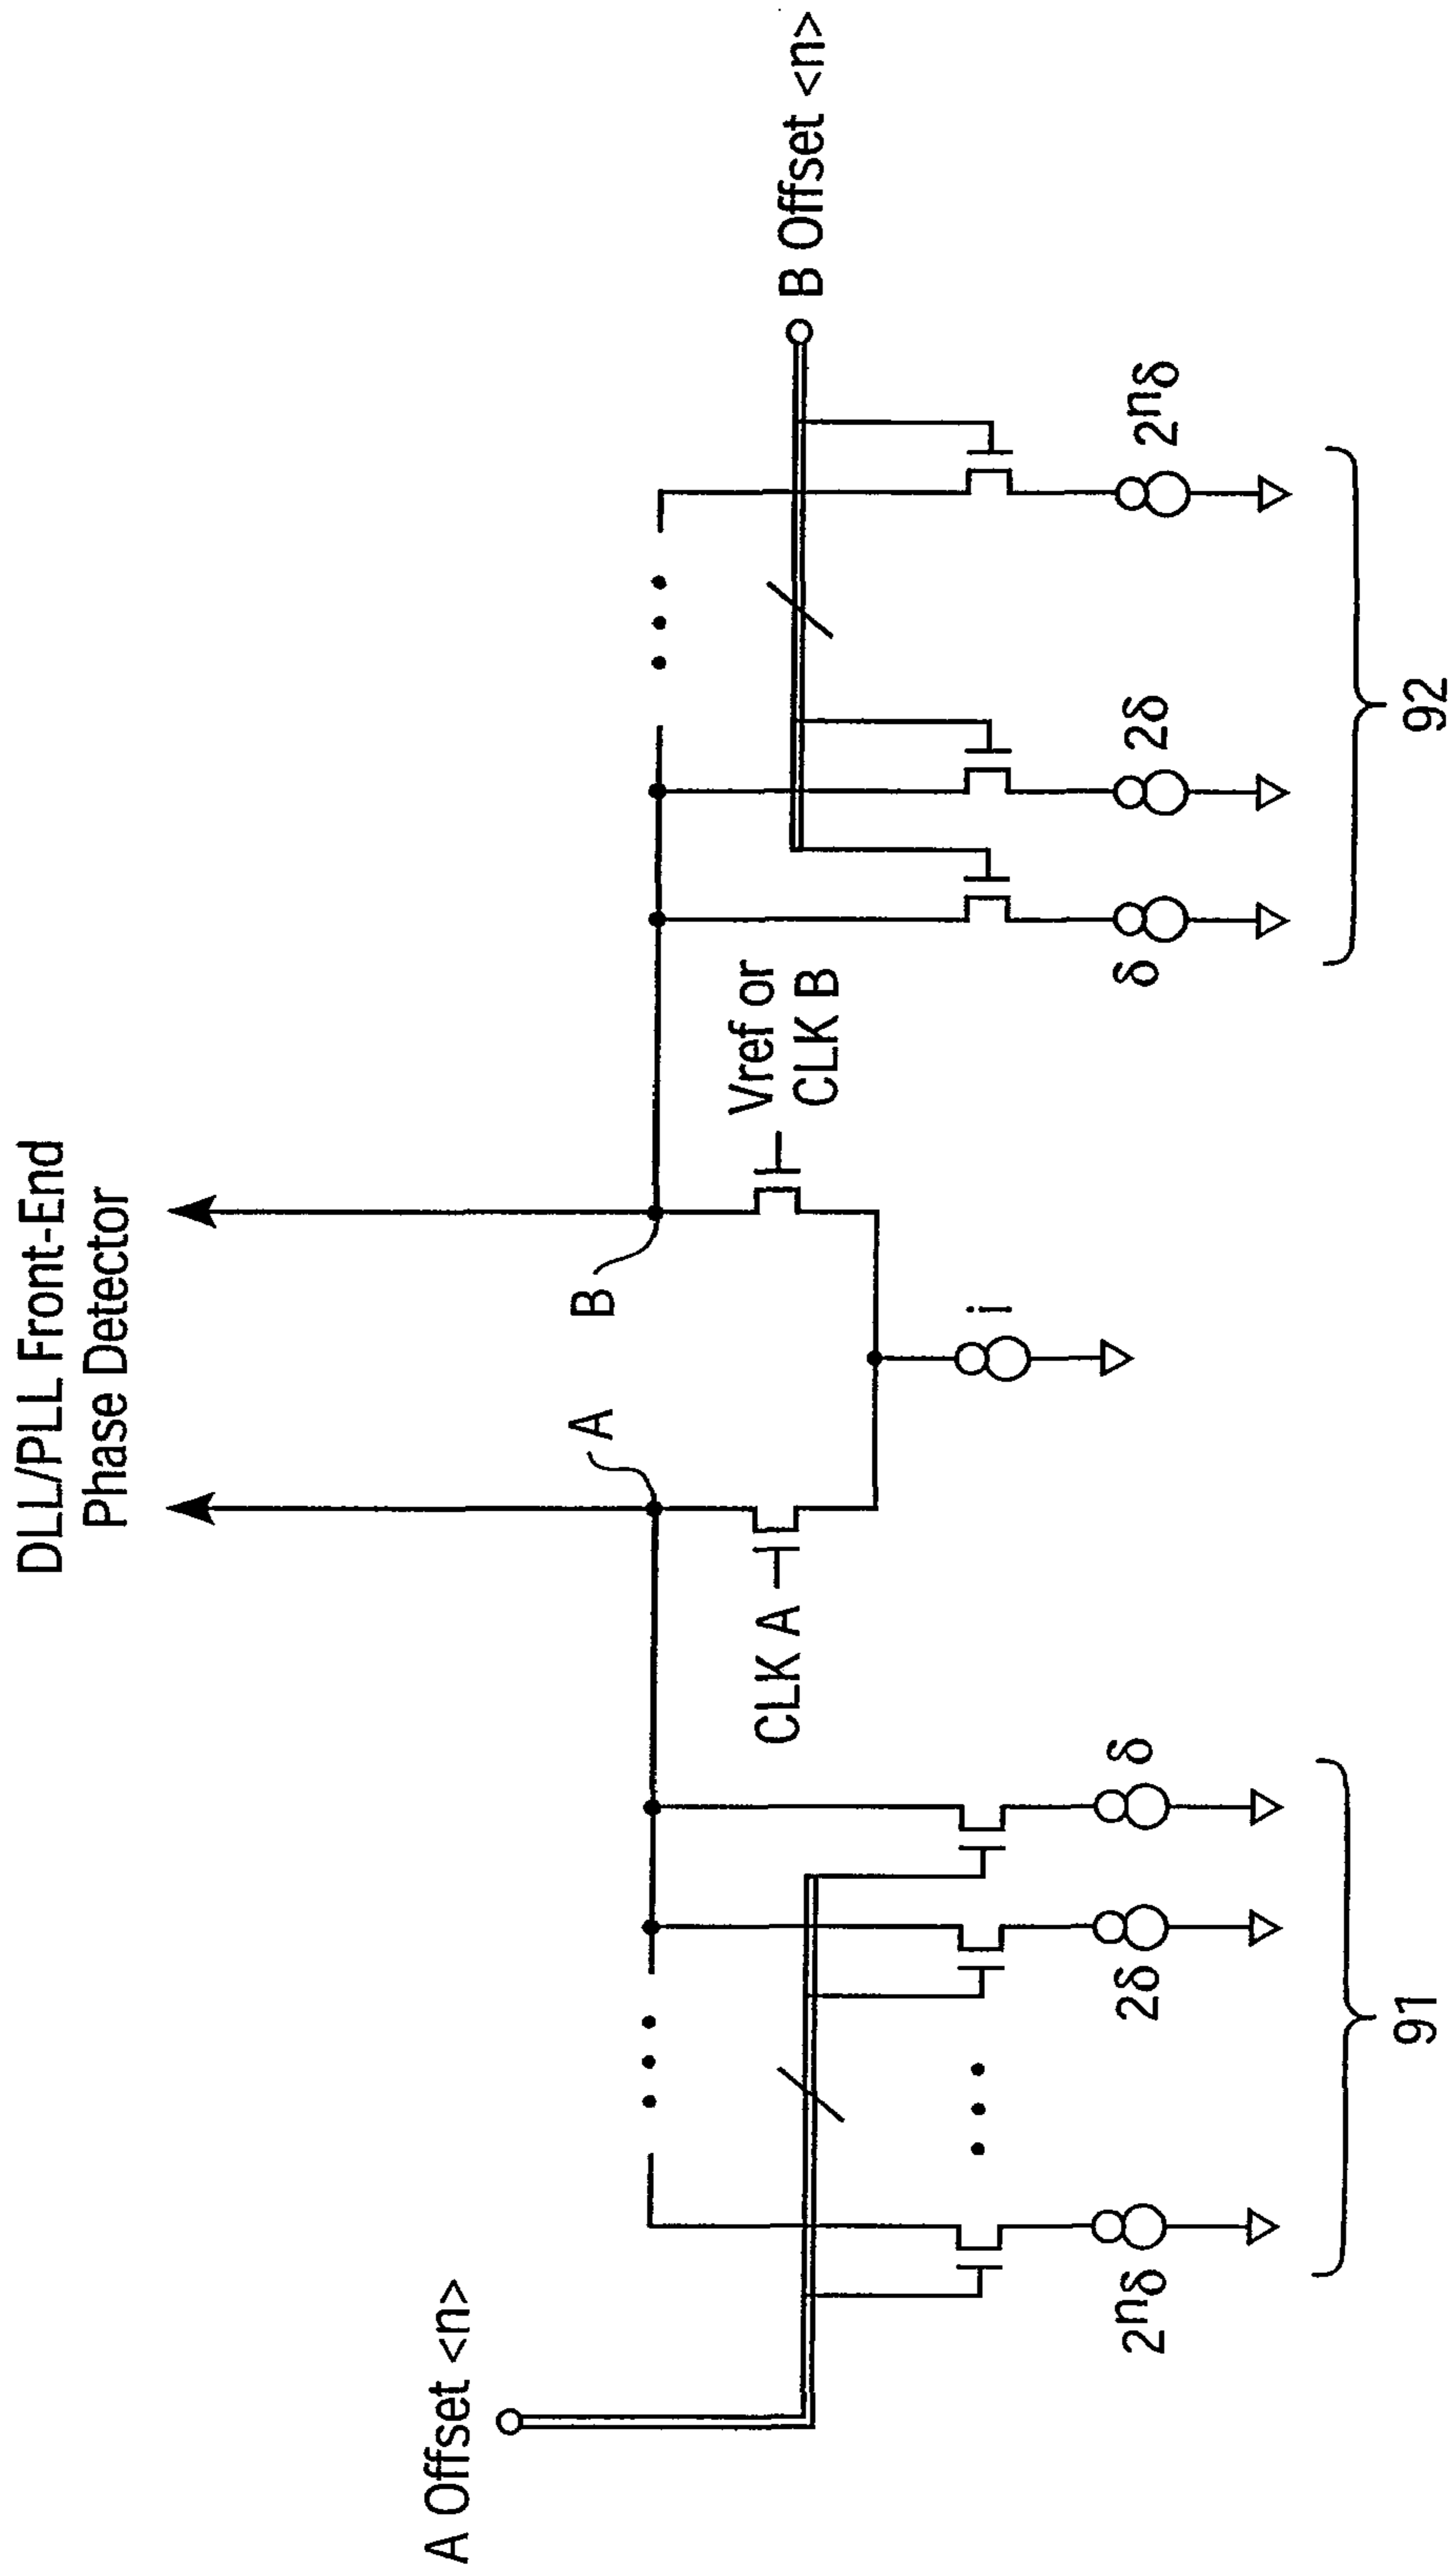 DLL/PLL Front-End
Phase Detector
A Offset <n>
A
B
B Offset <n>
CLK A
Vref or
CLK B
i
2ⁿδ
2δ
δ
δ
2δ
2ⁿδ
91
92